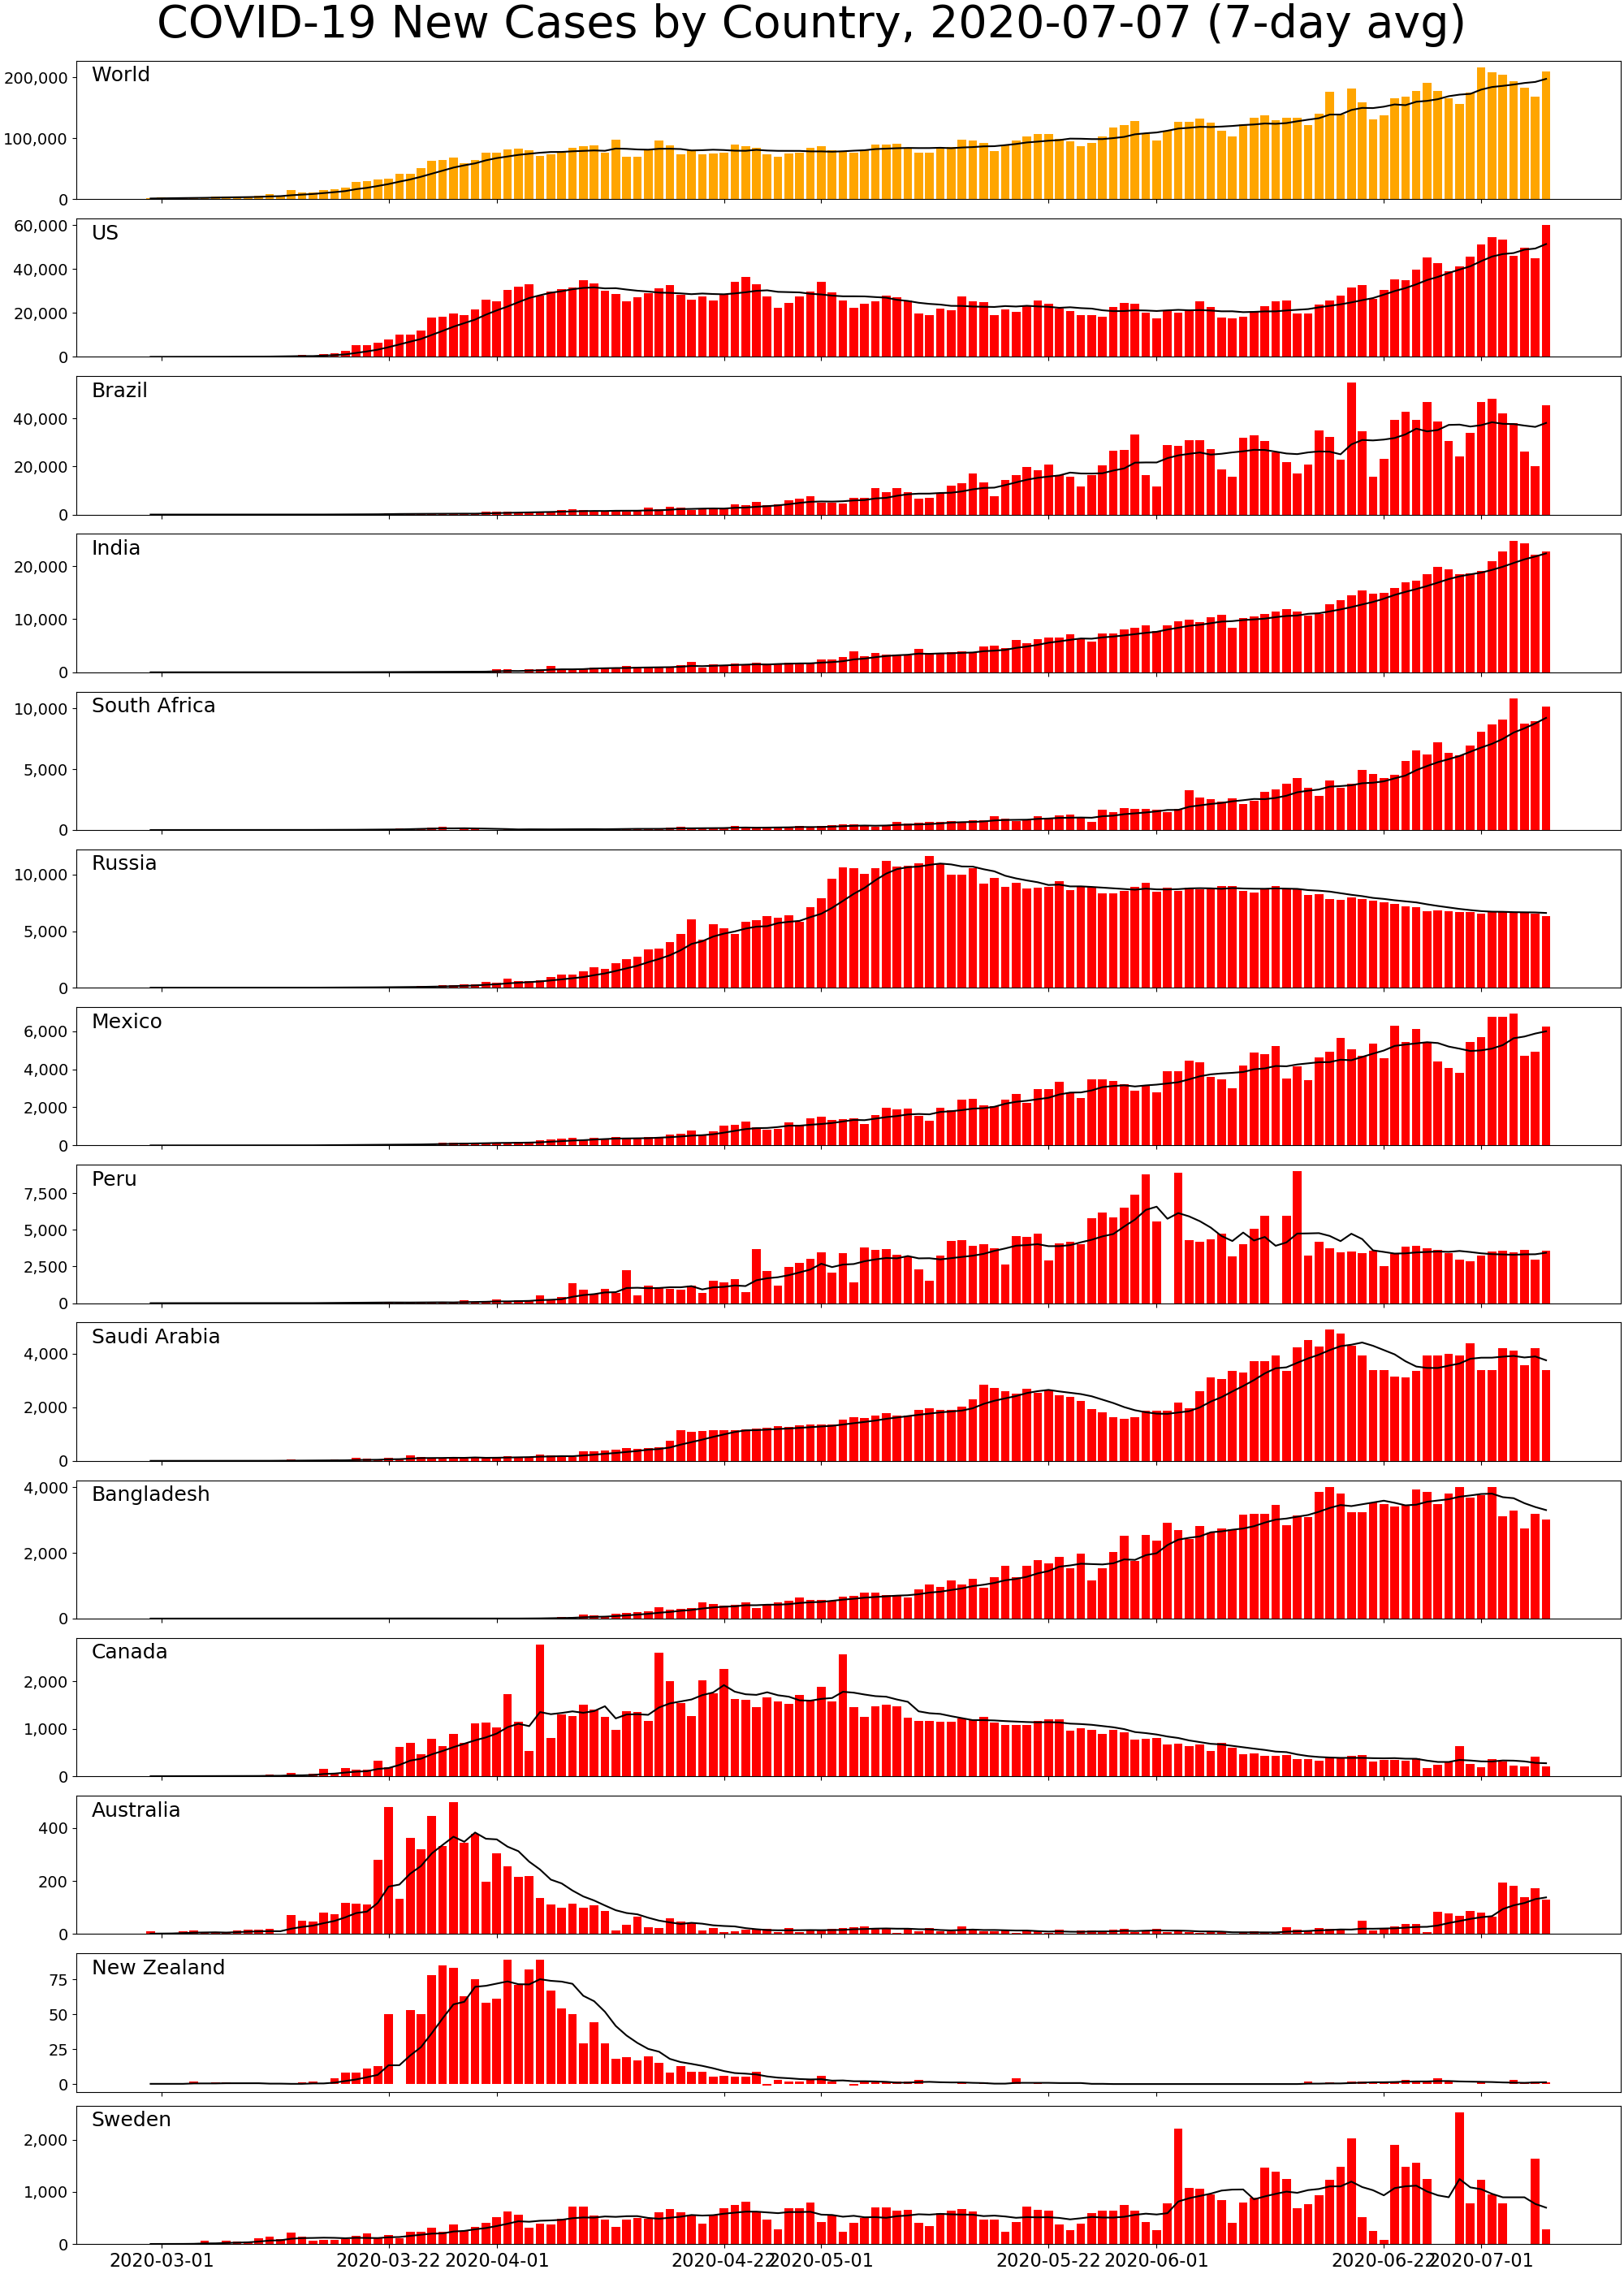 COVID-19 New Cases by Country, 2020-07-07 (7-day avg)
World
200,000
100,000
0
US
60,000
40,000
20,000
0
Brazil
40,000
20,000
0
India
20,000
10,000
0
South Africa
10,000
5,000
0
Russia
10,000
5,000
0
Mexico
6,000
4,000
2,000
0
Peru
7,500
5,000
2,500
0
Saudi Arabia
4,000
2,000
0
Bangladesh
4,000
2,000
0
Canada
2,000
1,000
0
Australia
400
200
0
New Zealand
75
50
25
0
Sweden
2,000
1,000
0
2020-03-01 2020-03-22 2020-04-01 2020-04-22 2020-05-01 2020-05-22 2020-06-01 2020-06-22 2020-07-01